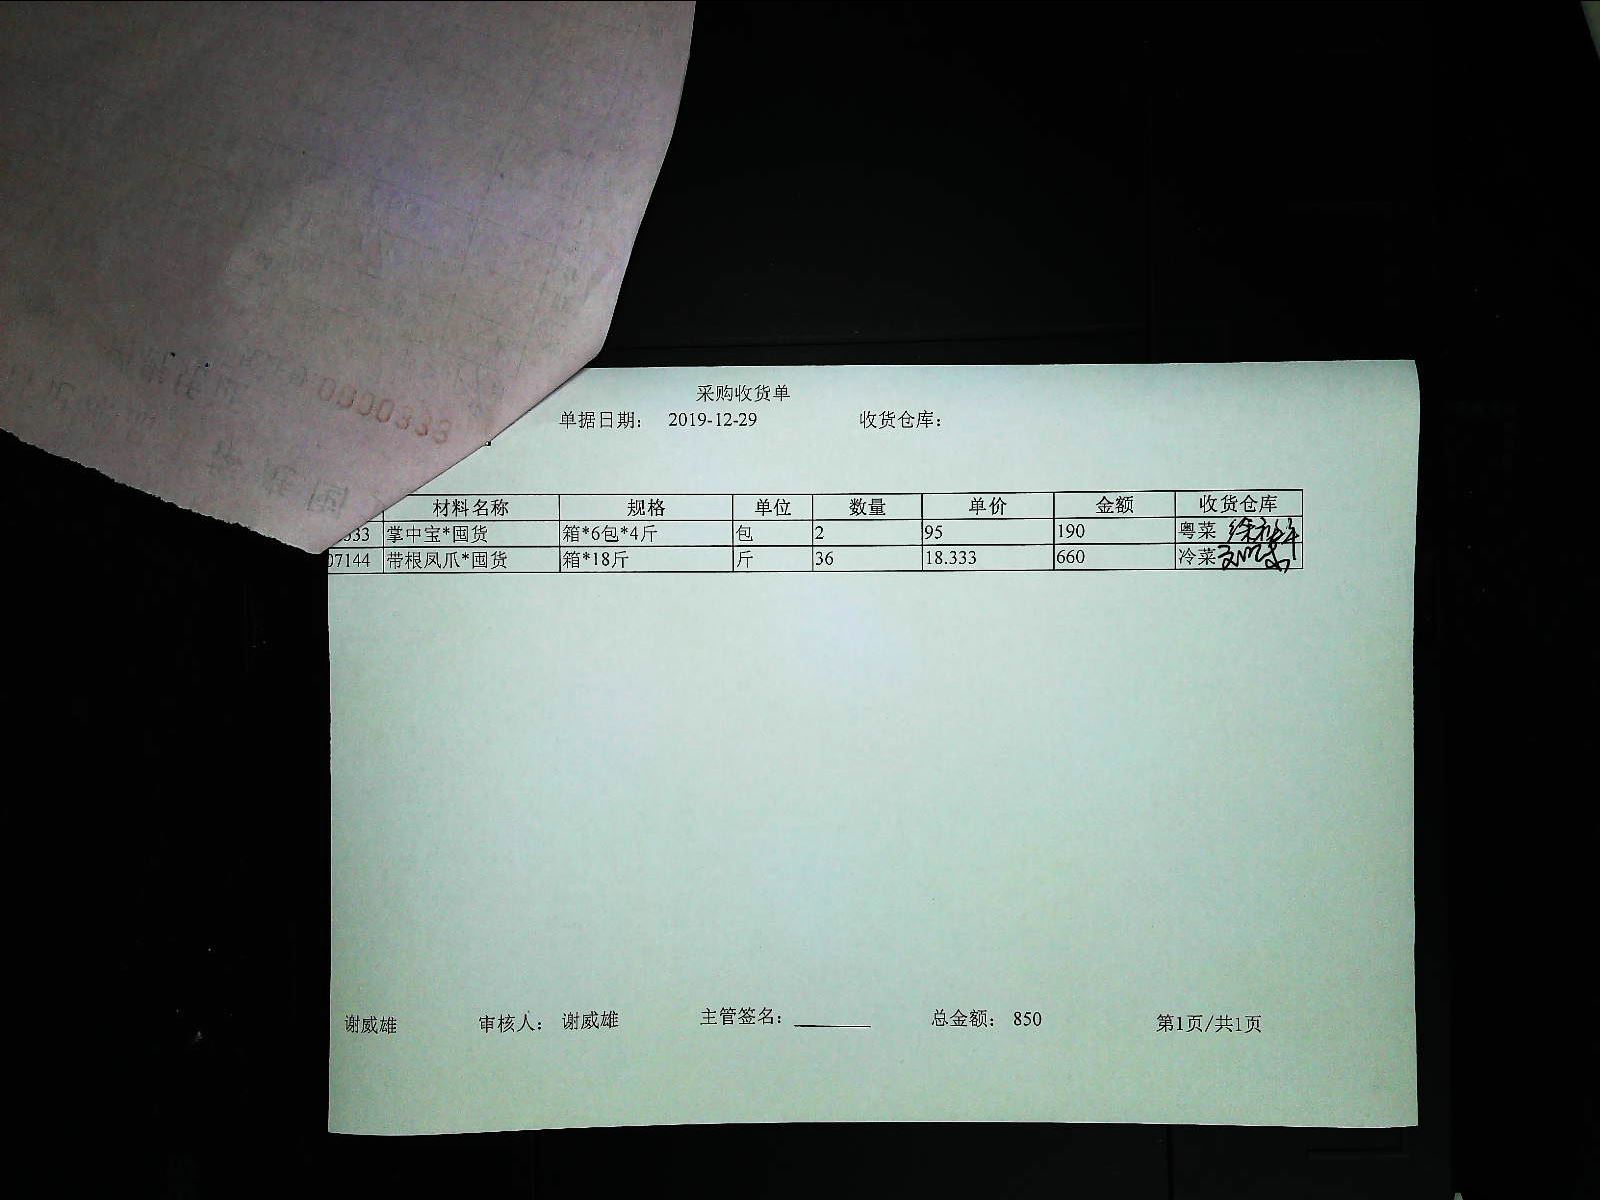 0000333
采购收货单
单据日期： 2019-12-29 收货仓库：
材料名称 规格 单位 数量 单价 金额 收货仓库
333 掌中宝*囤货 箱*6包*4斤 包 2 95 190 粤菜
07144 带根凤爪*囤货 箱*18斤 斤 36 18.333 660 冷菜
谢威雄 审核人： 谢威雄 主管签名： 总金额： 850 第1页/共1页